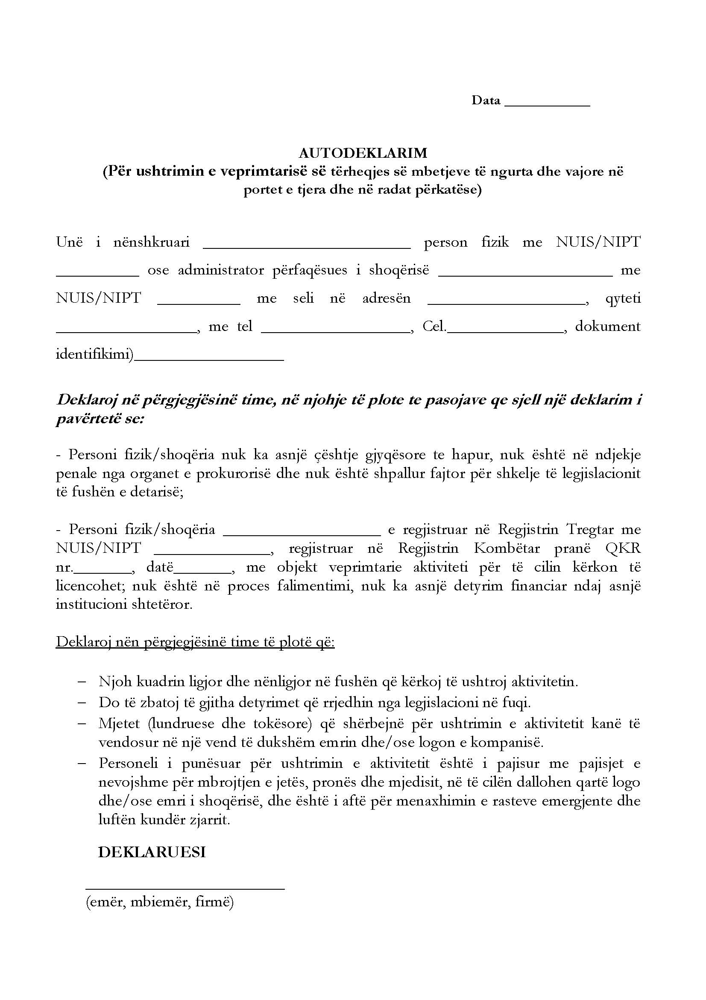 Data ____________
AUTODEKLARIM
(Për ushtrimin e veprimtarisë së tërheqjes së mbetjeve të ngurta dhe vajore në
portet e tjera dhe në radat përkatëse)
Unë i nënshkruari _________________________ person fizik me NUIS/NIPT
__________ ose administrator përfaqësues i shoqërisë _____________________ me
NUIS/NIPT __________ me seli në adresën ___________________, qyteti
_________________, me tel __________________, Cel.______________, dokument
identifikimi)__________________
Deklaroj në përgjegjësinë time, në njohje të plote te pasojave qe sjell një deklarim i
pavërtetë se:
- Personi fizik/shoqëria nuk ka asnjë çështje gjyqësore te hapur, nuk është në ndjekje
penale nga organet e prokurorisë dhe nuk është shpallur fajtor për shkelje të legjislacionit
të fushën e detarisë;
- Personi fizik/shoqëria ___________________ e regjistruar në Regjistrin Tregtar me
NUIS/NIPT ______________, regjistruar në Regjistrin Kombëtar pranë QKR
nr._______, datë_______, me objekt veprimtarie aktiviteti për të cilin kërkon të
licencohet; nuk është në proces falimentimi, nuk ka asnjë detyrim financiar ndaj asnjë
institucioni shtetëror.
Deklaroj nën përgjegjësinë time të plotë që:
– Njoh kuadrin ligjor dhe nënligjor në fushën që kërkoj të ushtroj aktivitetin.
– Do të zbatoj të gjitha detyrimet që rrjedhin nga legjislacioni në fuqi.
– Mjetet (lundruese dhe tokësore) që shërbejnë për ushtrimin e aktivitetit kanë të
vendosur në një vend të dukshëm emrin dhe/ose logon e kompanisë.
– Personeli i punësuar për ushtrimin e aktivitetit është i pajisur me pajisjet e
nevojshme për mbrojtjen e jetës, pronës dhe mjedisit, në të cilën dallohen qartë logo
dhe/ose emri i shoqërisë, dhe është i aftë për menaxhimin e rasteve emergjente dhe
luftën kundër zjarrit.
DEKLARUESI
________________________
(emër, mbiemër, firmë)